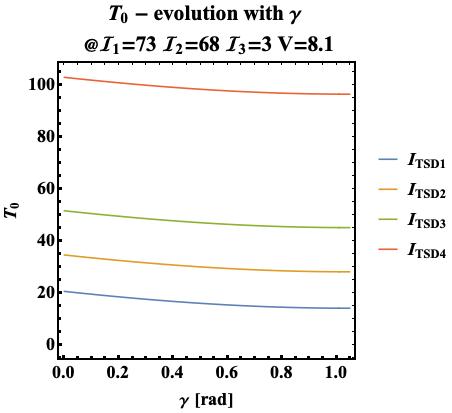 T₀ − evolution with γ
@ℐ₁=73 ℐ₂=68 ℐ₃=3 V=8.1
T₀
100
80
60
40
20
0
0.0 0.2 0.4 0.6 0.8 1.0
γ [rad]
I_TSD1
I_TSD2
I_TSD3
I_TSD4